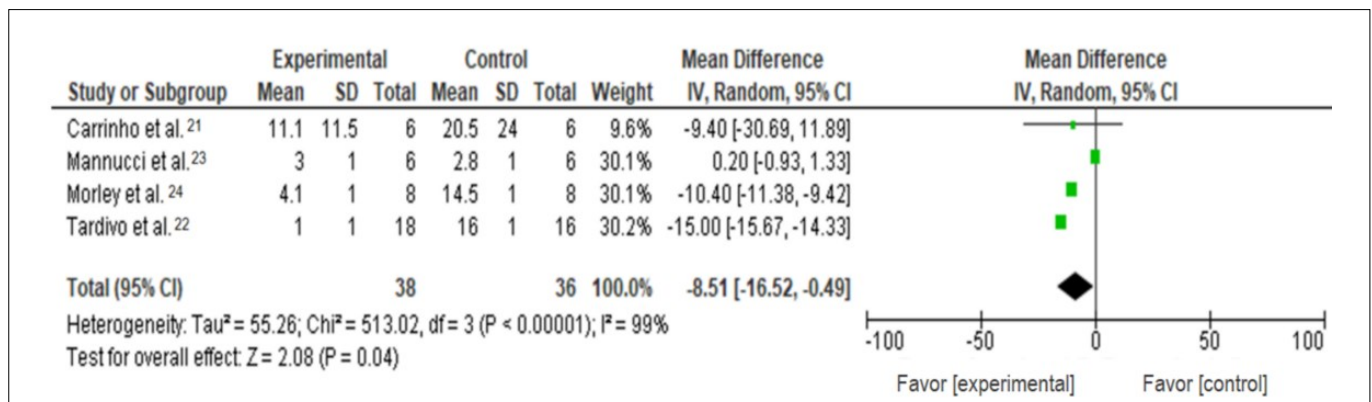 Experimental Control Mean Difference Mean Difference
Study or Subgroup Mean SD Total Mean SD Total Weight IV, Random, 95% CI IV, Random, 95% CI
Carrinho et al. 21 11.1 11.5 6 20.5 24 6 9.6% -9.40 [-30.69, 11.89]
Mannucci et al.23 3 1 6 2.8 1 6 30.1% 0.20 [-0.93, 1.33]
Morley et al. 24 4.1 1 8 14.5 1 8 30.1% -10.40 [-11.38, -9.42]
Tardivo et al. 22 1 1 18 16 1 16 30.2% -15.00 [-15.67, -14.33]
Total (95% CI) 38 36 100.0% -8.51 [-16.52, -0.49]
Heterogeneity: Tau² = 55.26; Chi² = 513.02, df = 3 (P < 0.00001); I² = 99%
Test for overall effect: Z = 2.08 (P = 0.04)
-100 -50 0 50 100
Favor [experimental] Favor [control]